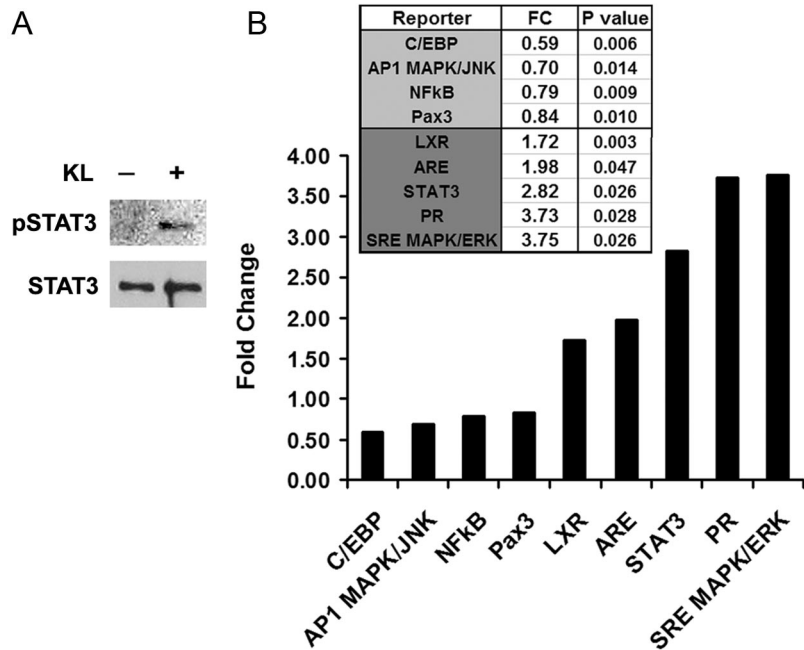 A
KL – +
pSTAT3
STAT3
B
Reporter FC P value
C/EBP 0.59 0.006
AP1 MAPK/JNK 0.70 0.014
NFkB 0.79 0.009
Pax3 0.84 0.010
LXR 1.72 0.003
ARE 1.98 0.047
STAT3 2.82 0.026
PR 3.73 0.028
SRE MAPK/ERK 3.75 0.026
Fold Change
4.00
3.50
3.00
2.50
2.00
1.50
1.00
0.50
0.00
C/EBP
AP1 MAPK/JNK
NFkB
Pax3
LXR
ARE
STAT3
PR
SRE MAPK/ERK